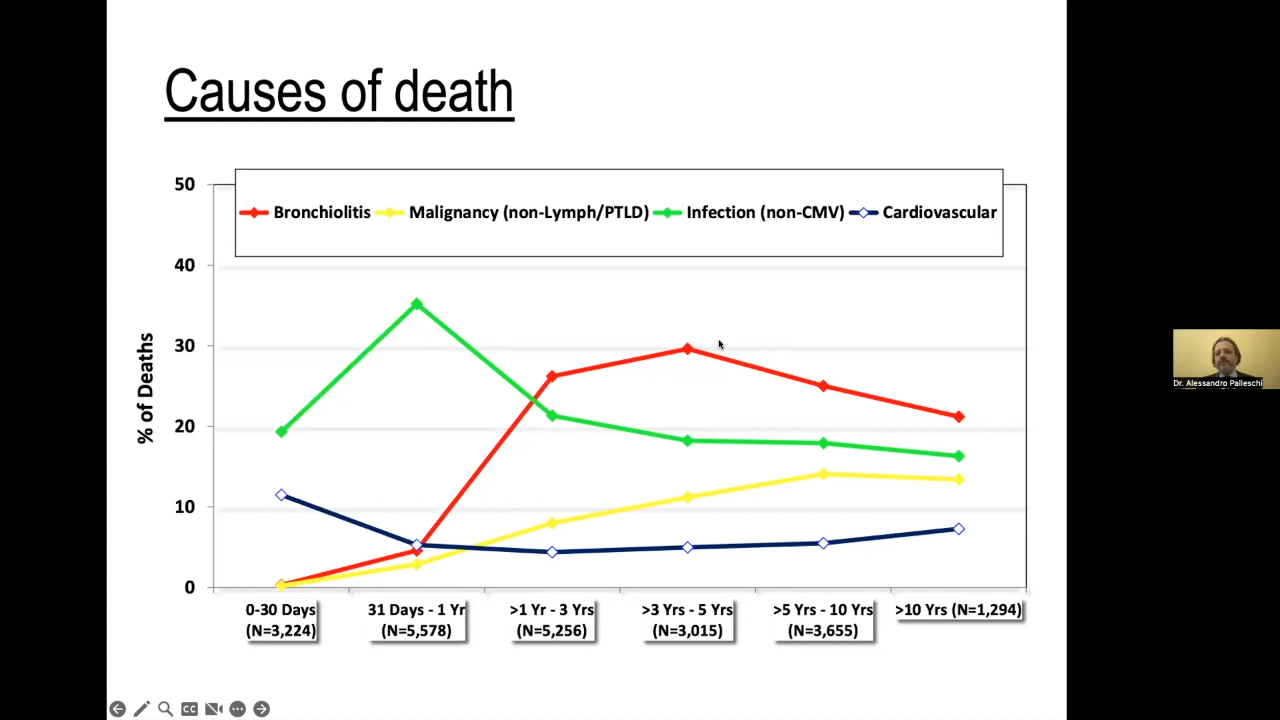 Causes of death
50
Bronchiolitis Malignancy (non-Lymph/PTLD) Infection (non-CMV) Cardiovascular
40
30
20
10
0
% of Deaths
0-30 Days 31 Days - 1 Yr >1 Yr - 3 Yrs >3 Yrs - 5 Yrs >5 Yrs - 10 Yrs >10 Yrs (N=1,294)
(N=3,224) (N=5,578) (N=5,256) (N=3,015) (N=3,655)
Dr. Alessandro Palleschi
CC